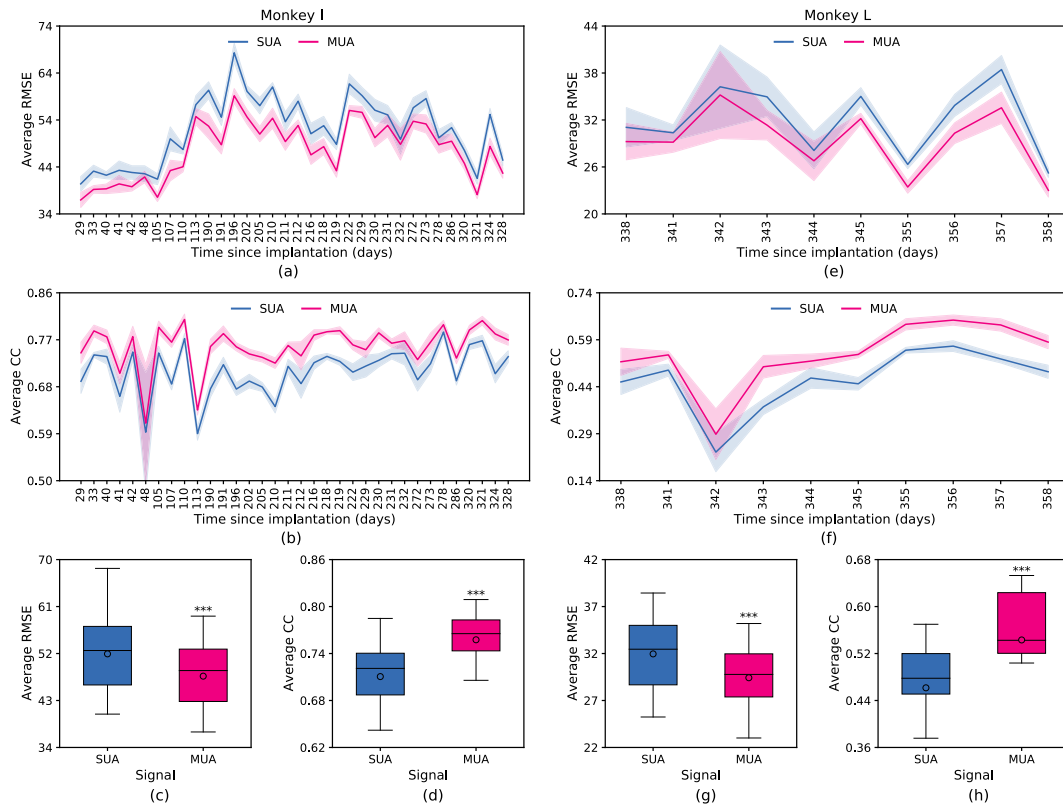 Monkey I
Average RMSE
74
64
54
44
34
SUA
MUA
29 33 40 41 42 48 105 107 110 113 190 191 196 202 205 210 211 212 216 218 219 222 229 230 231 232 272 273 278 286 320 321 324 328
Time since implantation (days)
(a)
Monkey L
Average RMSE
44
38
32
26
20
SUA
MUA
338 341 342 343 344 345 355 356 357 358
Time since implantation (days)
(e)
Average CC
0.86
0.77
0.68
0.59
0.50
SUA
MUA
29 33 40 41 42 48 105 107 110 113 190 191 196 202 205 210 211 212 216 218 219 222 229 230 231 232 272 273 278 286 320 321 324 328
Time since implantation (days)
(b)
Average CC
0.74
0.59
0.44
0.29
0.14
SUA
MUA
338 341 342 343 344 345 355 356 357 358
Time since implantation (days)
(f)
Average RMSE
70
61
52
43
34
***
SUA MUA
Signal
(c)
Average CC
0.86
0.80
0.74
0.68
0.62
***
SUA MUA
Signal
(d)
Average RMSE
42
37
32
27
22
***
SUA MUA
Signal
(g)
Average CC
0.68
0.60
0.52
0.44
0.36
***
SUA MUA
Signal
(h)